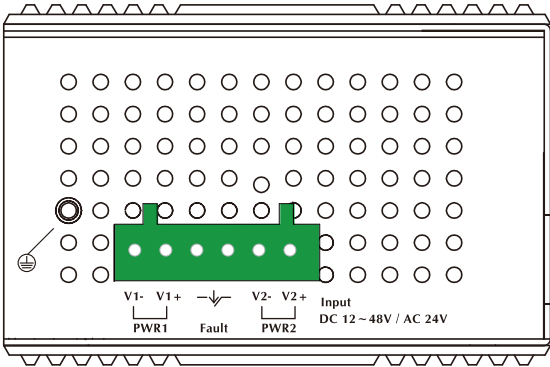 V1- V1+ V2- V2+
PWR1 Fault PWR2
Input
DC 12~48V / AC 24V